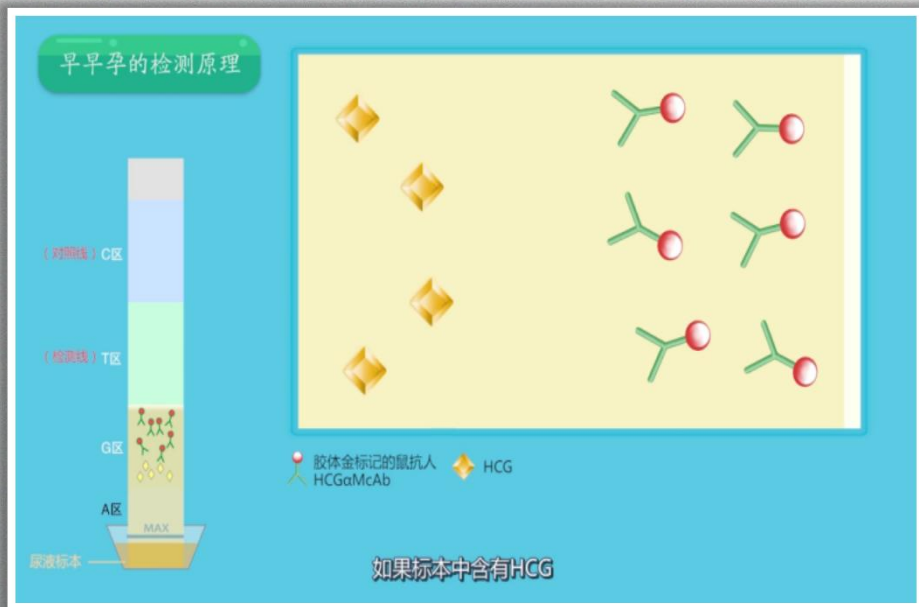 早早孕的检测原理
（对照线）C区
（检测线）T区
G区
A区
MAX
尿液标本
胶体金标记的鼠抗人
HCGαMcAb
HCG
如果标本中含有HCG